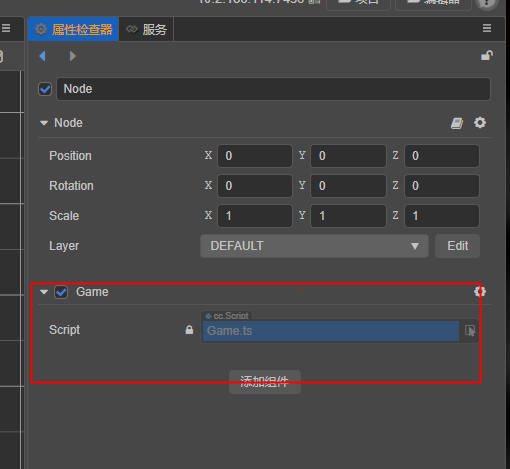 属性检查器 服务
Node
Node
Position X 0 Y 0 Z 0
Rotation X 0 Y 0 Z 0
Scale X 1 Y 1 Z 1
Layer DEFAULT Edit
Game
cc.Script
Script Game.ts
添加组件